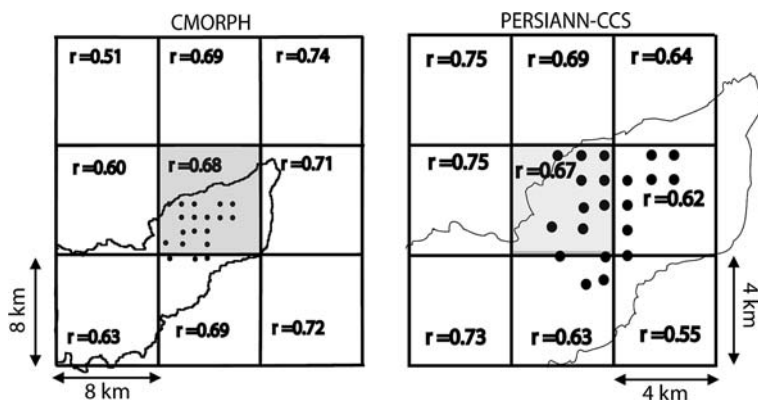 CMORPH
r=0.51 r=0.69 r=0.74
r=0.60 r=0.68 r=0.71
r=0.63 r=0.69 r=0.72
8 km
8 km
PERSIANN-CCS
r=0.75 r=0.69 r=0.64
r=0.75 r=0.67 r=0.62
r=0.73 r=0.63 r=0.55
4 km
4 km